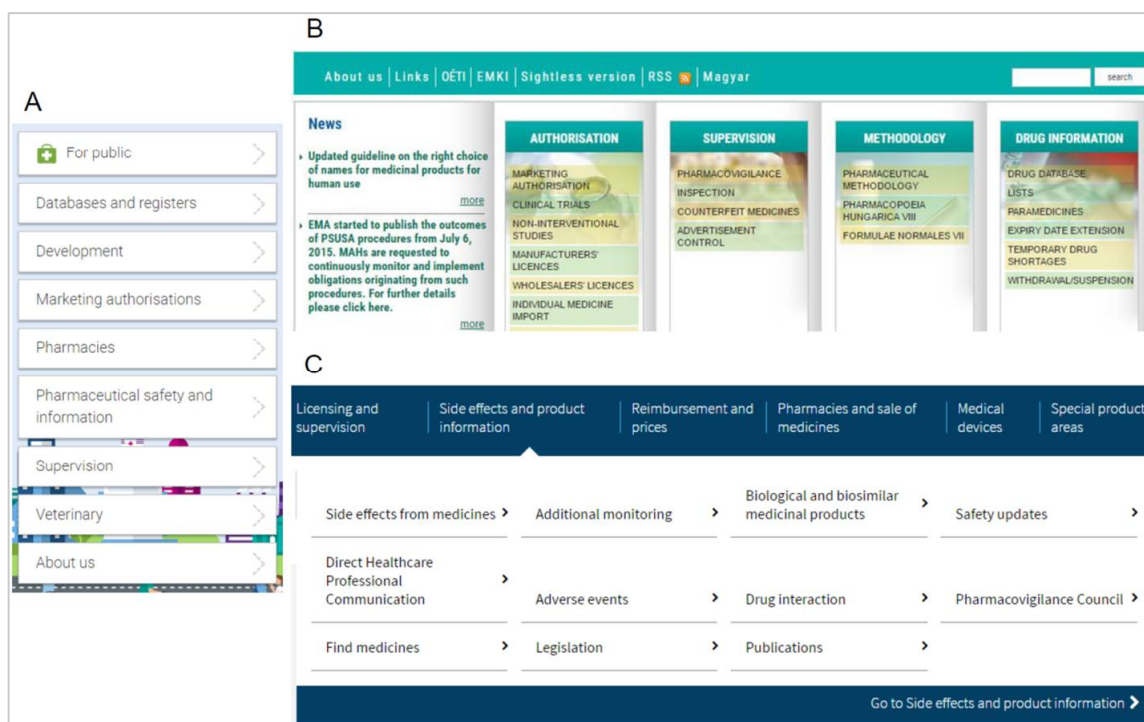 A
For public
Databases and registers
Development
Marketing authorisations
Pharmacies
Pharmaceutical safety and
information
Supervision
Veterinary
About us
B
About us | Links | OÉTI | EMKI | Sightless version | RSS | Magyar
search
News
Updated guideline on the right choice
of names for medicinal products for
human use
more
EMA started to publish the outcomes
of PSUSA procedures from July 6,
2015. MAHs are requested to
continuously monitor and implement
obligations originating from such
procedures. For further details
please click here.
more
AUTHORISATION
MARKETING
AUTHORISATION
CLINICAL TRIALS
NON-INTERVENTIONAL
STUDIES
MANUFACTURERS'
LICENCES
WHOLESALERS' LICENCES
INDIVIDUAL MEDICINE
IMPORT
SUPERVISION
PHARMACOVIGILANCE
INSPECTION
COUNTERFEIT MEDICINES
ADVERTISEMENT
CONTROL
METHODOLOGY
PHARMACEUTICAL
METHODOLOGY
PHARMACOPOEIA
HUNGARICA VIII
FORMULAE NORMALES VII
DRUG INFORMATION
DRUG DATABASE
LISTS
PARAMEDICINES
EXPIRY DATE EXTENSION
TEMPORARY DRUG
SHORTAGES
WITHDRAWAL/SUSPENSION
C
Licensing and
supervision
Side effects and product
information
Reimbursement and
prices
Pharmacies and sale of
medicines
Medical
devices
Special product
areas
Side effects from medicines
Additional monitoring
Biological and biosimilar
medicinal products
Safety updates
Direct Healthcare
Professional
Communication
Adverse events
Drug interaction
Pharmacovigilance Council
Find medicines
Legislation
Publications
Go to Side effects and product information